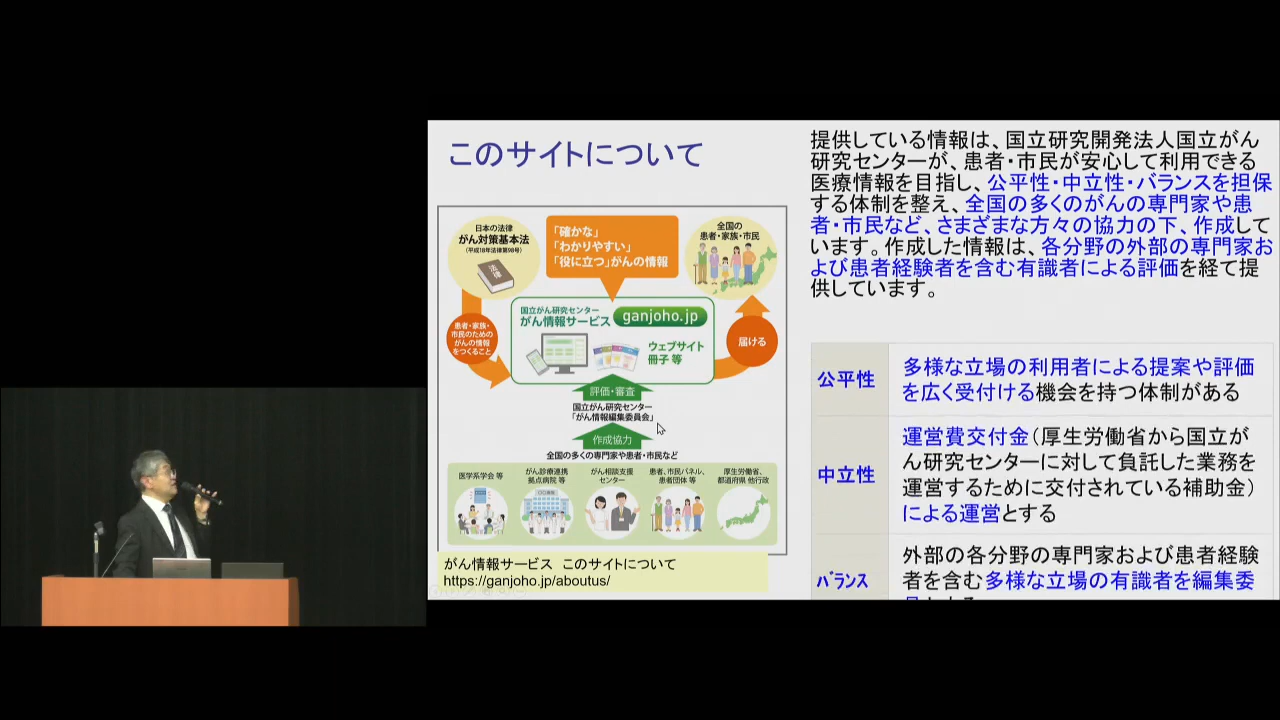 このサイトについて
日本の法律
がん対策基本法
(平成18年法律第98号)
法律
「確かな」
「わかりやすい」
「役に立つ」がんの情報
全国の
患者・家族・市民
患者・家族・
市民のための
がんの情報
をつくること
国立がん研究センター
がん情報サービス
ganjoho.jp
ウェブサイト
冊子 等
届ける
評価・審査
国立がん研究センター
「がん情報編集委員会」
作成協力
全国の多くの専門家や患者・市民など
医学系学会 等
がん診療連携
拠点病院 等
がん相談支援
センター
患者、市民パネル、
患者団体 等
厚生労働省、
都道府県 他行政
がん情報サービス このサイトについて
https://ganjoho.jp/aboutus/
提供している情報は、国立研究開発法人国立がん
研究センターが、患者・市民が安心して利用できる
医療情報を目指し、公平性・中立性・バランスを担保
する体制を整え、全国の多くのがんの専門家や患
者・市民など、さまざまな方々の協力の下、作成して
います。作成した情報は、各分野の外部の専門家お
よび患者経験者を含む有識者による評価を経て提
供しています。
公平性
多様な立場の利用者による提案や評価
を広く受付ける機会を持つ体制がある
中立性
運営費交付金（厚生労働省から国立が
ん研究センターに対して負託した業務を
運営するために交付されている補助金）
による運営とする
ﾊﾞﾗﾝｽ
外部の各分野の専門家および患者経験
者を含む多様な立場の有識者を編集委